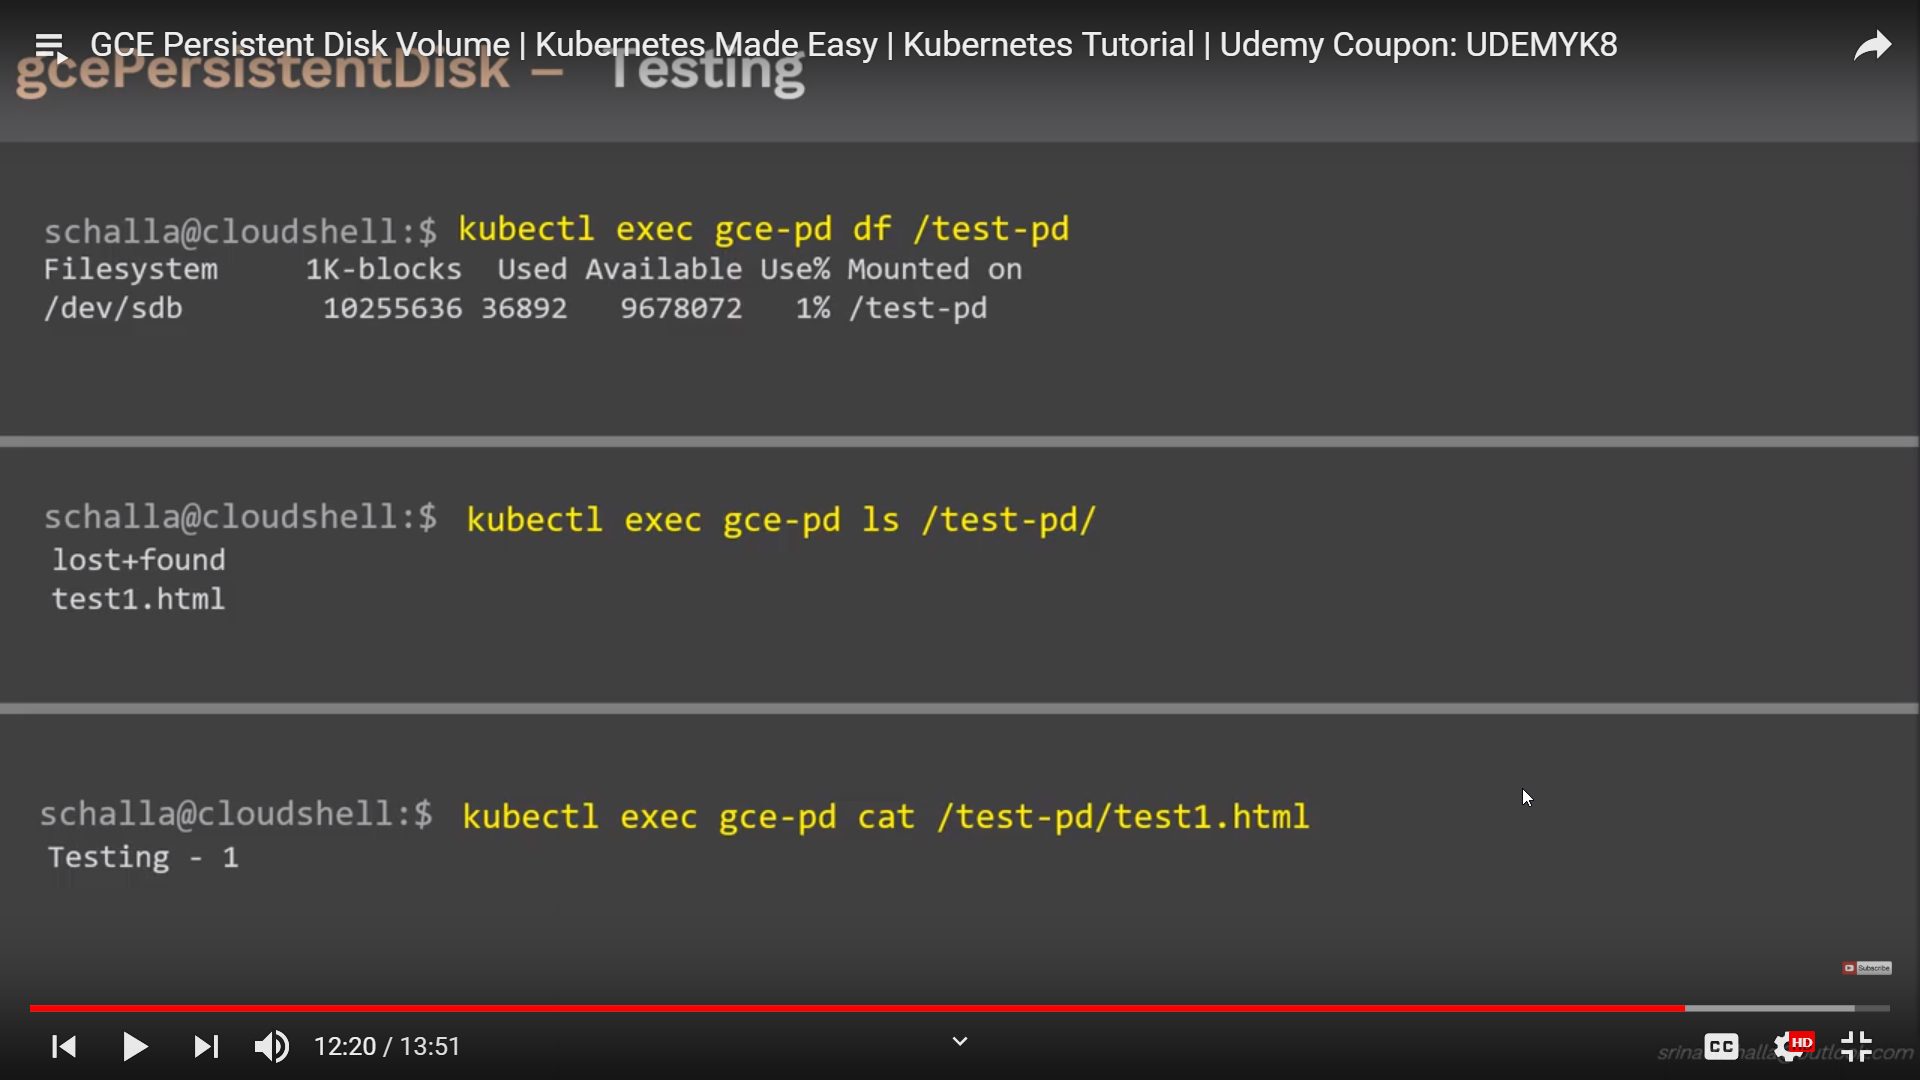 GCE Persistent Disk Volume | Kubernetes Made Easy | Kubernetes Tutorial | Udemy Coupon: UDEMYK8
gcePersistentDisk – Testing
schalla@cloudshell:$ kubectl exec gce-pd df /test-pd
Filesystem 1K-blocks Used Available Use% Mounted on
/dev/sdb 10255636 36892 9678072 1% /test-pd
schalla@cloudshell:$ kubectl exec gce-pd ls /test-pd/
lost+found
test1.html
schalla@cloudshell:$ kubectl exec gce-pd cat /test-pd/test1.html
Testing - 1
Subscribe
12:20 / 13:51
CC
HD